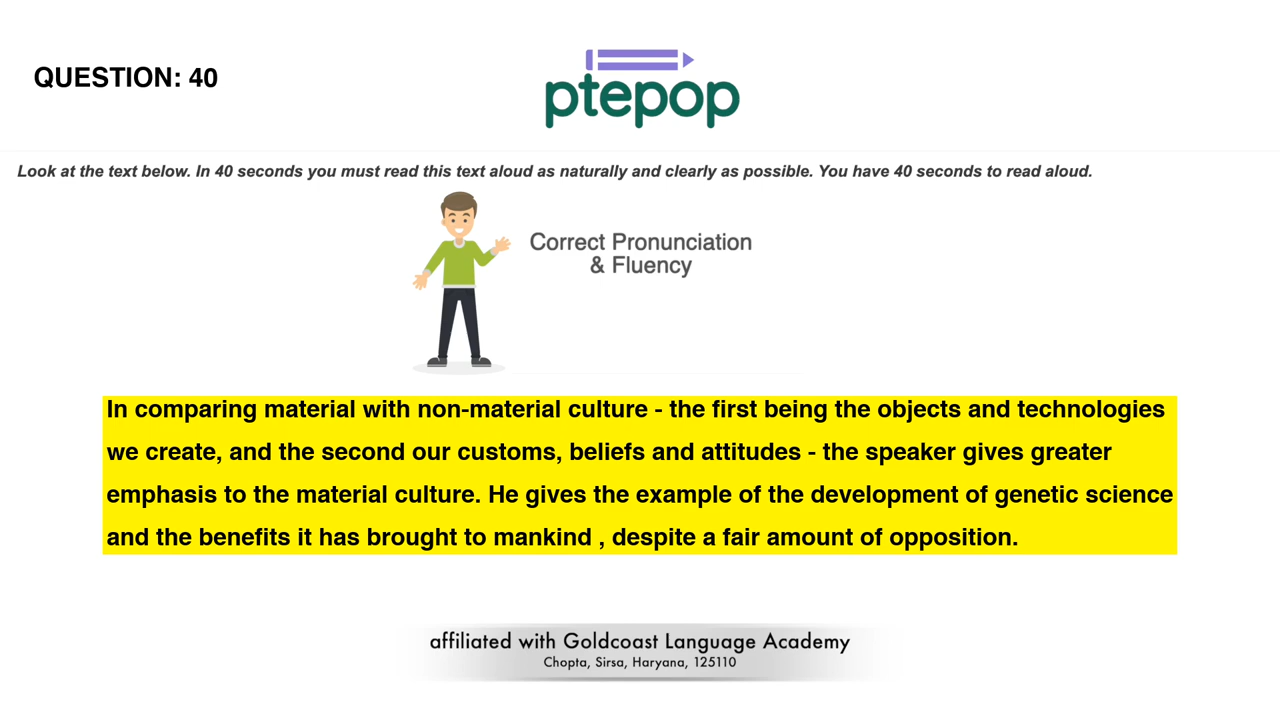 QUESTION: 40
ptepop
Look at the text below. In 40 seconds you must read this text aloud as naturally and clearly as possible. You have 40 seconds to read aloud.
Correct Pronunciation
& Fluency
In comparing material with non-material culture - the first being the objects and technologies
we create, and the second our customs, beliefs and attitudes - the speaker gives greater
emphasis to the material culture. He gives the example of the development of genetic science
and the benefits it has brought to mankind , despite a fair amount of opposition.
affiliated with Goldcoast Language Academy
Chopta, Sirsa, Haryana, 125110